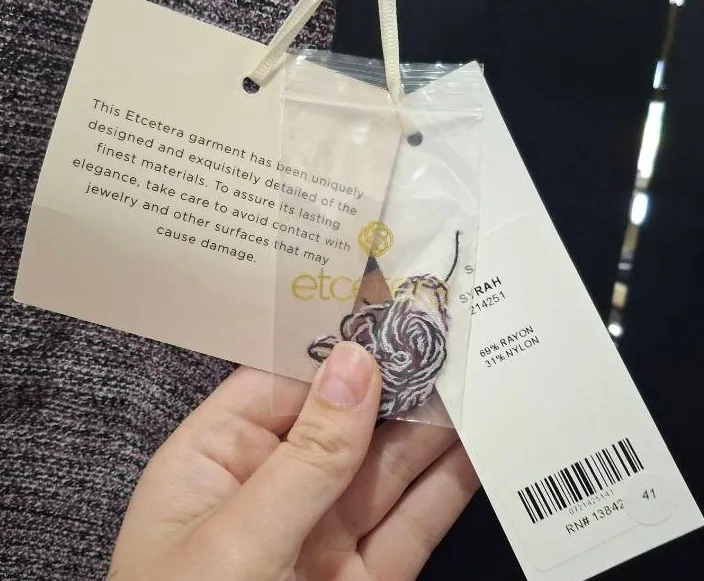 This Etcetera garment has been uniquely
designed and exquisitely detailed of the
finest materials. To assure its lasting
elegance, take care to avoid contact with
jewelry and other surfaces that may
cause damage.
etcetera
S
SYRAH
214251
69% RAYON
31% NYLON
RN# 13842
41